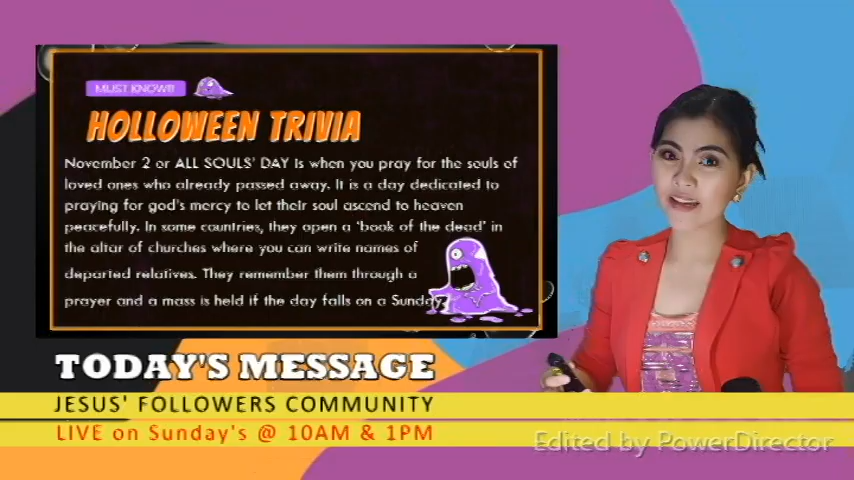 MUST KNOW!!!
HOLLOWEEN TRIVIA
November 2 or ALL SOULS' DAY is when you pray for the souls of
loved ones who already passed away. It is a day dedicated to
praying for god's mercy to let their soul ascend to heaven
peacefully. In some countries, they open a 'book of the dead' in
the altar of churches where you can write names of
departed relatives. They remember them through a
prayer and a mass is held if the day falls on a Sunday.
TODAY'S MESSAGE
JESUS' FOLLOWERS COMMUNITY
LIVE on Sunday's @ 10AM & 1PM
Edited by PowerDirector